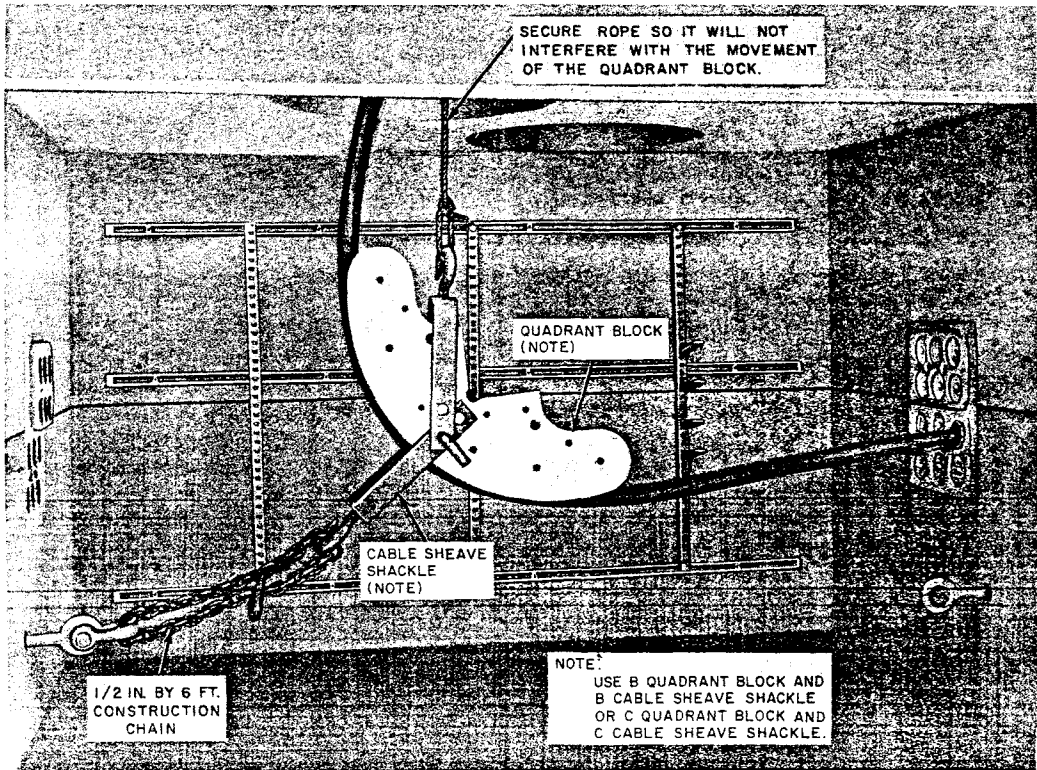 SECURE ROPE SO IT WILL NOT
INTERFERE WITH THE MOVEMENT
OF THE QUADRANT BLOCK.
QUADRANT BLOCK
(NOTE)
CABLE SHEAVE
SHACKLE
(NOTE)
1/2 IN. BY 6 FT.
CONSTRUCTION
CHAIN
NOTE:
USE B QUADRANT BLOCK AND
B CABLE SHEAVE SHACKLE
OR C QUADRANT BLOCK AND
C CABLE SHEAVE SHACKLE.